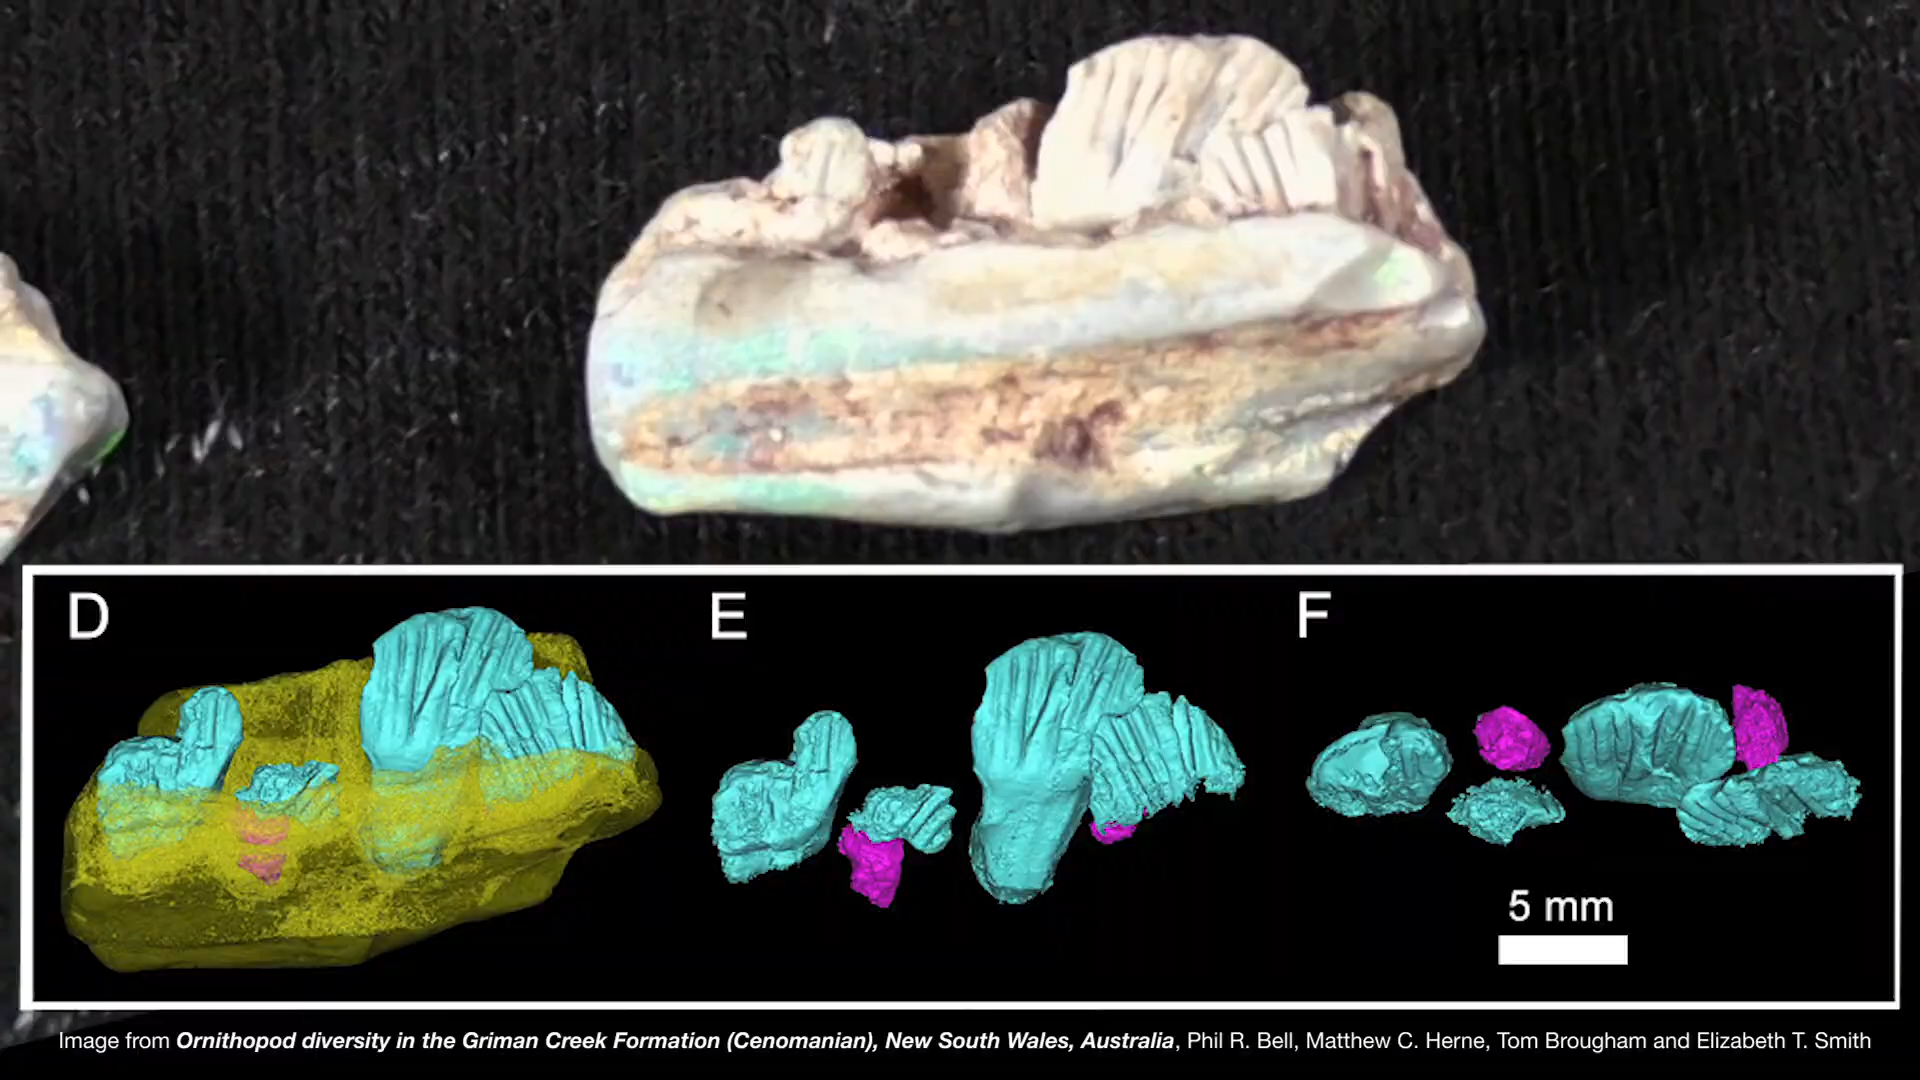 D E F
5 mm
Image from Ornithopod diversity in the Griman Creek Formation (Cenomanian), New South Wales, Australia, Phil R. Bell, Matthew C. Herne, Tom Brougham and Elizabeth T. Smith